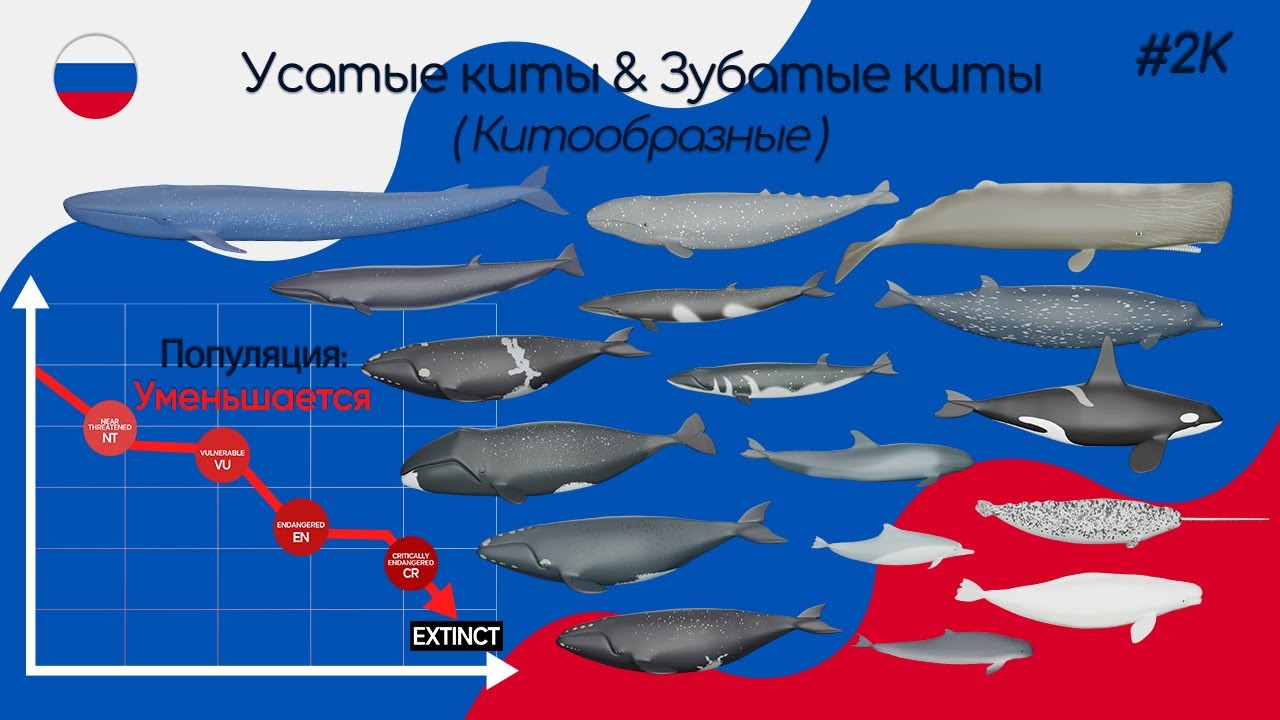 Усатые киты & Зубатые киты
#2K
(Китообразные)
Популяция:
Уменьшается
NEAR
THREATENED
NT
VULNERABLE
VU
ENDANGERED
EN
CRITICALLY
ENDANGERED
CR
EXTINCT